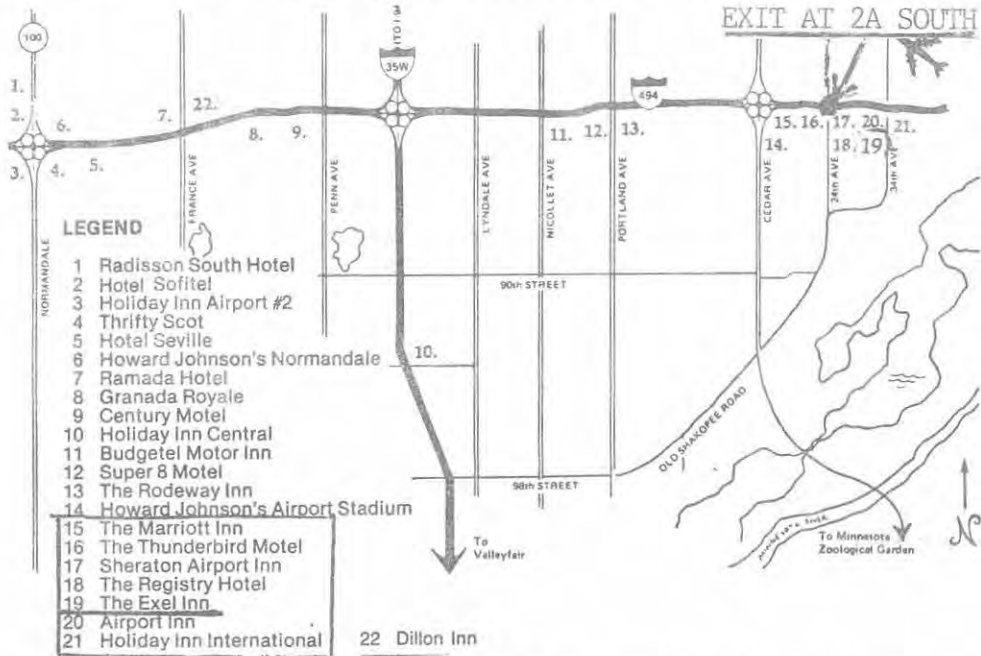 EXIT AT 2A SOUTH
100
TO I-3
35W
494
1.
2.
3.
4.
5.
6.
7.
22.
8.
9.
10.
11.
12.
13.
14.
15.
16.
17.
18.
19.
20.
21.
NORMANDALE
FRANCE AVE
PENN AVE
LYNDALE AVE
NICOLLET AVE
PORTLAND AVE
CEDAR AVE
24th AVE
34th AVE
90th STREET
98th STREET
OLD SHAKOPEE ROAD
MINNESOTA RIVER
To
Valleyfair
To Minnesota
Zoological Garden
N
LEGEND
1 Radisson South Hotel
2 Hotel Sofitel
3 Holiday Inn Airport #2
4 Thrifty Scot
5 Hotel Seville
6 Howard Johnson's Normandale
7 Ramada Hotel
8 Granada Royale
9 Century Motel
10 Holiday Inn Central
11 Budgetel Motor Inn
12 Super 8 Motel
13 The Rodeway Inn
14 Howard Johnson's Airport Stadium
15 The Marriott Inn
16 The Thunderbird Motel
17 Sheraton Airport Inn
18 The Registry Hotel
19 The Exel Inn
20 Airport Inn
21 Holiday Inn International
22 Dillon Inn